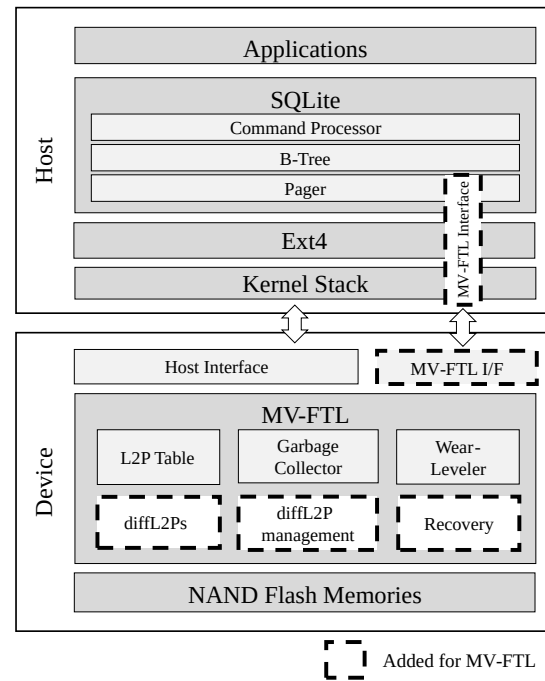 Host
Applications
SQLite
Command Processor
B-Tree
Pager
MV-FTL Interface
Ext4
Kernel Stack
Device
Host Interface
MV-FTL I/F
MV-FTL
L2P Table
Garbage
Collector
Wear-
Leveler
diffL2Ps
diffL2P
management
Recovery
NAND Flash Memories
Added for MV-FTL